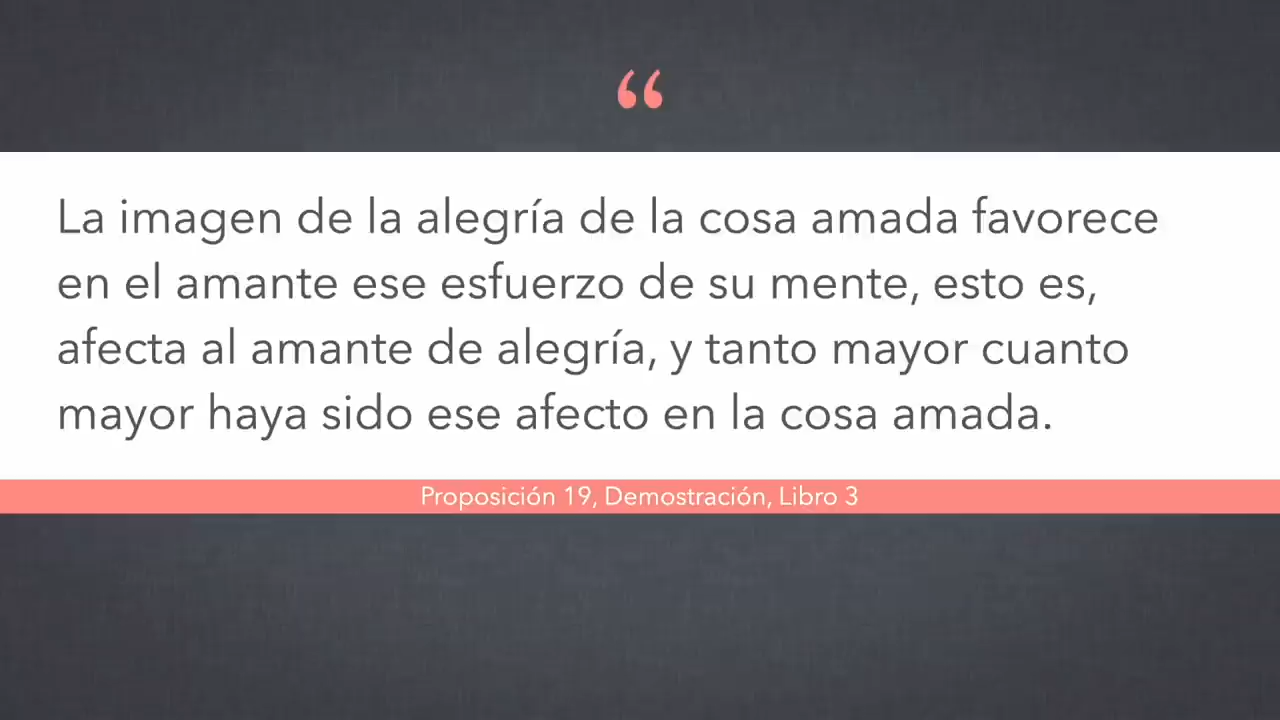 “
La imagen de la alegría de la cosa amada favorece
en el amante ese esfuerzo de su mente, esto es,
afecta al amante de alegría, y tanto mayor cuanto
mayor haya sido ese afecto en la cosa amada.
Proposición 19, Demostración, Libro 3